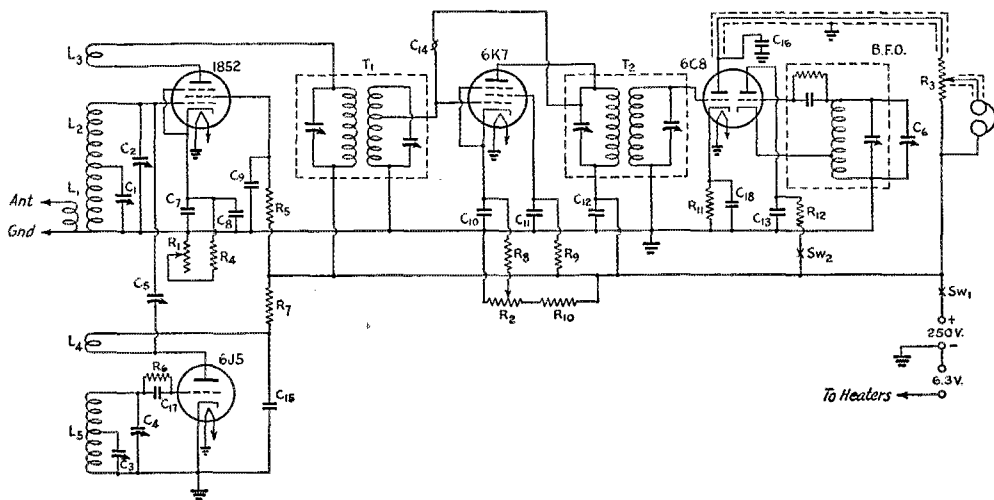 L3
1852
C14
6K7
6C8
C16
B.F.O.
T1
T2
R3
L2
C2
C6
L1
C1
C9
Ant
C7
R5
C10
C11
C12
R11
C18
C13
R12
Gnd
C8
R1
R4
R8
R9
Sw2
C5
R7
R2
R10
Sw1
+
250 V.
-
L4
6J5
6.3 V.
R6
C17
C15
To Heaters
L5
C4
C3